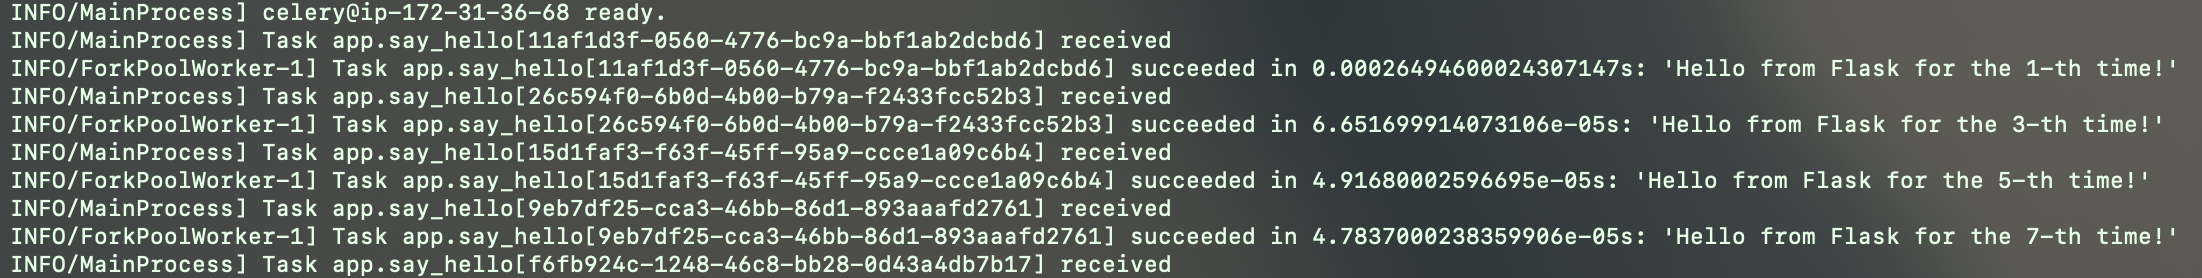 INFO/MainProcess] celery@ip-172-31-36-68 ready.
INFO/MainProcess] Task app.say_hello[11af1d3f-0560-4776-bc9a-bbf1ab2dcbd6] received
INFO/ForkPoolWorker-1] Task app.say_hello[11af1d3f-0560-4776-bc9a-bbf1ab2dcbd6] succeeded in 0.00026494600024307147s: 'Hello from Flask for the 1-th time!'
INFO/MainProcess] Task app.say_hello[26c594f0-6b0d-4b00-b79a-f2433fcc52b3] received
INFO/ForkPoolWorker-1] Task app.say_hello[26c594f0-6b0d-4b00-b79a-f2433fcc52b3] succeeded in 6.651699914073106e-05s: 'Hello from Flask for the 3-th time!'
INFO/MainProcess] Task app.say_hello[15d1faf3-f63f-45ff-95a9-ccce1a09c6b4] received
INFO/ForkPoolWorker-1] Task app.say_hello[15d1faf3-f63f-45ff-95a9-ccce1a09c6b4] succeeded in 4.91680002596695e-05s: 'Hello from Flask for the 5-th time!'
INFO/MainProcess] Task app.say_hello[9eb7df25-cca3-46bb-86d1-893aaafd2761] received
INFO/ForkPoolWorker-1] Task app.say_hello[9eb7df25-cca3-46bb-86d1-893aaafd2761] succeeded in 4.7837000238359906e-05s: 'Hello from Flask for the 7-th time!'
INFO/MainProcess] Task app.say_hello[f6fb924c-1248-46c8-bb28-0d43a4db7b17] received